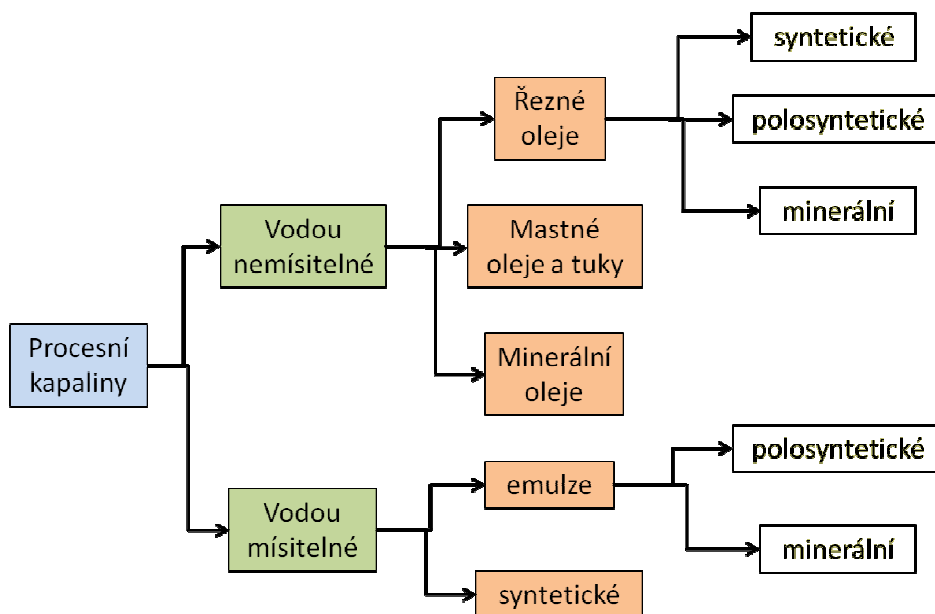 Procesní
kapaliny
Vodou
nemísitelné
Řezné
oleje
syntetické
polosyntetické
minerální
Mastné
oleje a tuky
Minerální
oleje
Vodou
mísitelné
emulze
polosyntetické
minerální
syntetické